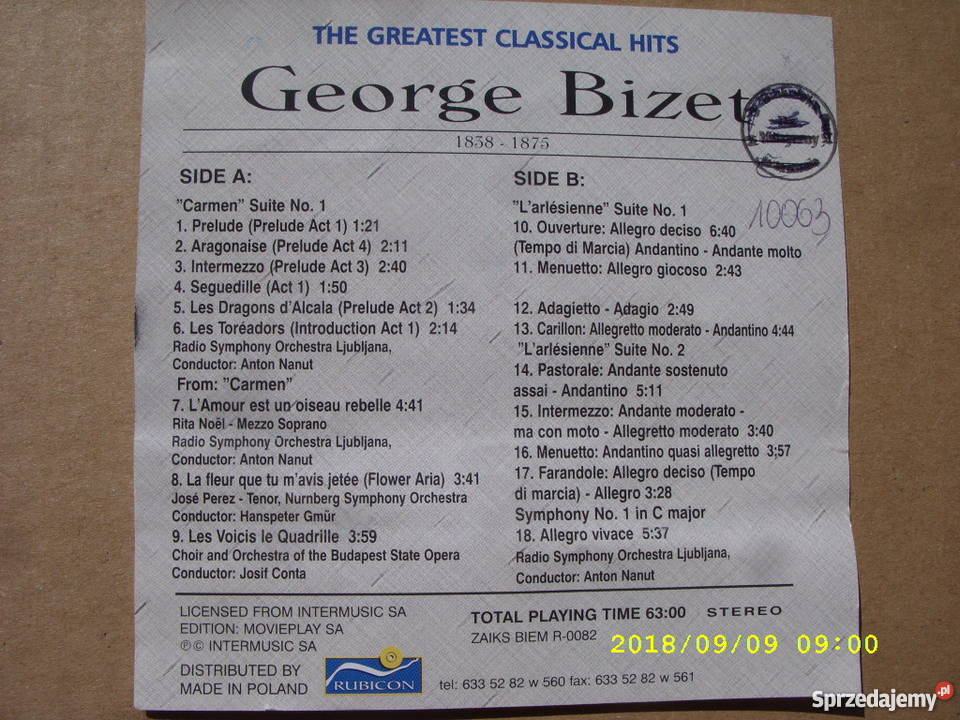 THE GREATEST CLASSICAL HITS
George Bizet
1838 - 1875
SIDE A:
"Carmen" Suite No. 1
1. Prelude (Prelude Act 1) 1:21
2. Aragonaise (Prelude Act 4) 2:11
3. Intermezzo (Prelude Act 3) 2:40
4. Seguedille (Act 1) 1:50
5. Les Dragons d'Alcala (Prelude Act 2) 1:34
6. Les Toréadors (Introduction Act 1) 2:14
Radio Symphony Orchestra Ljubljana,
Conductor: Anton Nanut
From: "Carmen"
7. L'Amour est un oiseau rebelle 4:41
Rita Noël - Mezzo Soprano
Radio Symphony Orchestra Ljubljana,
Conductor: Anton Nanut
8. La fleur que tu m'avis jetée (Flower Aria) 3:41
José Perez - Tenor, Nurnberg Symphony Orchestra
Conductor: Hanspeter Gmür
9. Les Voicis le Quadrille 3:59
Choir and Orchestra of the Budapest State Opera
Conductor: Josif Conta
SIDE B:
"L'arlésienne" Suite No. 1
10063
10. Ouverture: Allegro deciso 6:40
(Tempo di Marcia) Andantino - Andante molto
11. Menuetto: Allegro giocoso 2:43
12. Adagietto - Adagio 2:49
13. Carillon: Allegretto moderato - Andantino 4:44
"L'arlésienne" Suite No. 2
14. Pastorale: Andante sostenuto
assai - Andantino 5:11
15. Intermezzo: Andante moderato -
ma con moto - Allegretto moderato 3:40
16. Menuetto: Andantino quasi allegretto 3:57
17. Farandole: Allegro deciso (Tempo
di marcia) - Allegro 3:28
Symphony No. 1 in C major
18. Allegro vivace 5:37
Radio Symphony Orchestra Ljubljana,
Conductor: Anton Nanut
LICENSED FROM INTERMUSIC SA
EDITION: MOVIEPLAY SA
℗© INTERMUSIC SA
DISTRIBUTED BY
MADE IN POLAND
RUBICON
TOTAL PLAYING TIME 63:00 STEREO
ZAIKS BIEM R-0082
tel: 633 52 82 w 560 fax: 633 52 82 w 561
2018/09/09 09:00
Sprzedajemy.pl